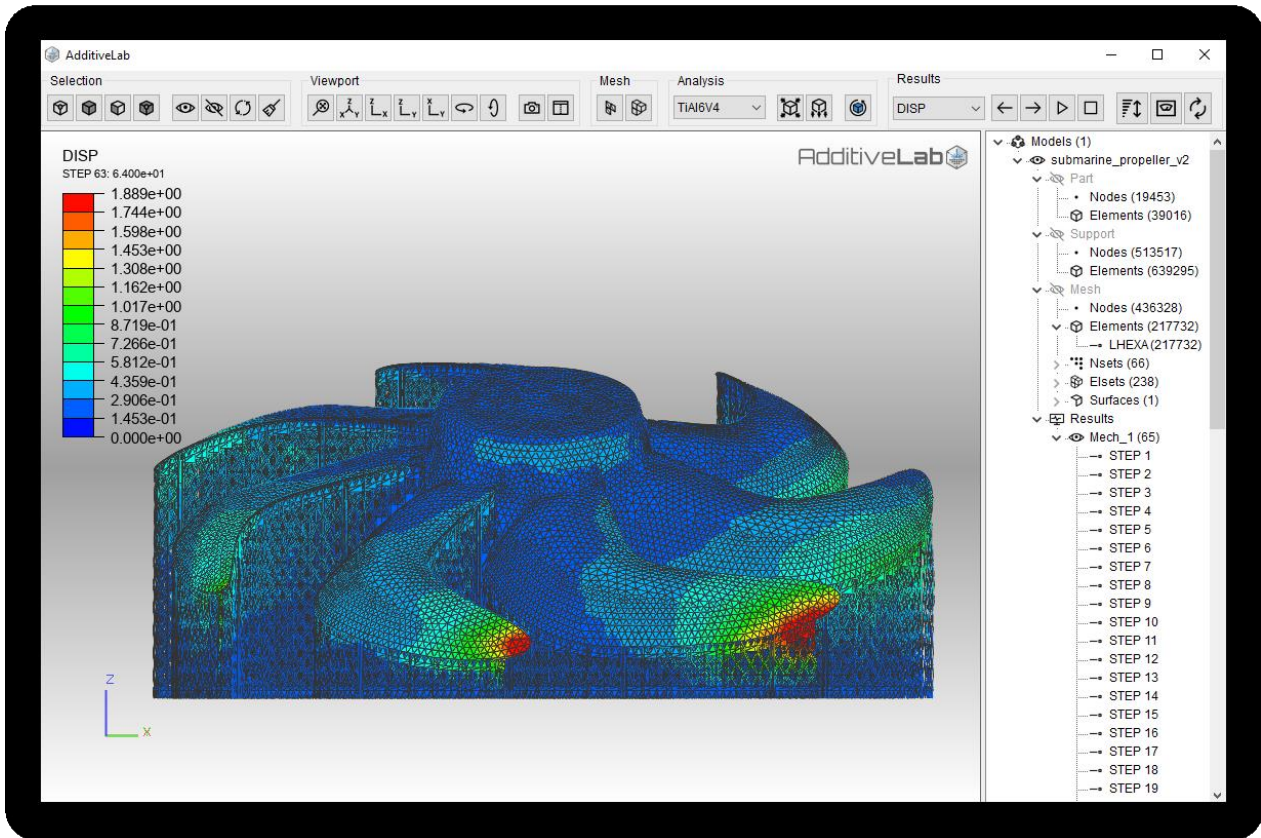 AdditiveLab
Selection
Viewport
Mesh
Analysis
Results
TiAl6V4
DISP
DISP
STEP 63: 6.400e+01
1.889e+00
1.744e+00
1.598e+00
1.453e+00
1.308e+00
1.162e+00
1.017e+00
8.719e-01
7.266e-01
5.812e-01
4.359e-01
2.906e-01
1.453e-01
0.000e+00
AdditiveLab
Z
X
Models (1)
submarine_propeller_v2
Part
Nodes (19453)
Elements (39016)
Support
Nodes (513517)
Elements (639295)
Mesh
Nodes (436328)
Elements (217732)
LHEXA (217732)
Nsets (66)
Elsets (238)
Surfaces (1)
Results
Mech_1 (65)
STEP 1
STEP 2
STEP 3
STEP 4
STEP 5
STEP 6
STEP 7
STEP 8
STEP 9
STEP 10
STEP 11
STEP 12
STEP 13
STEP 14
STEP 15
STEP 16
STEP 17
STEP 18
STEP 19